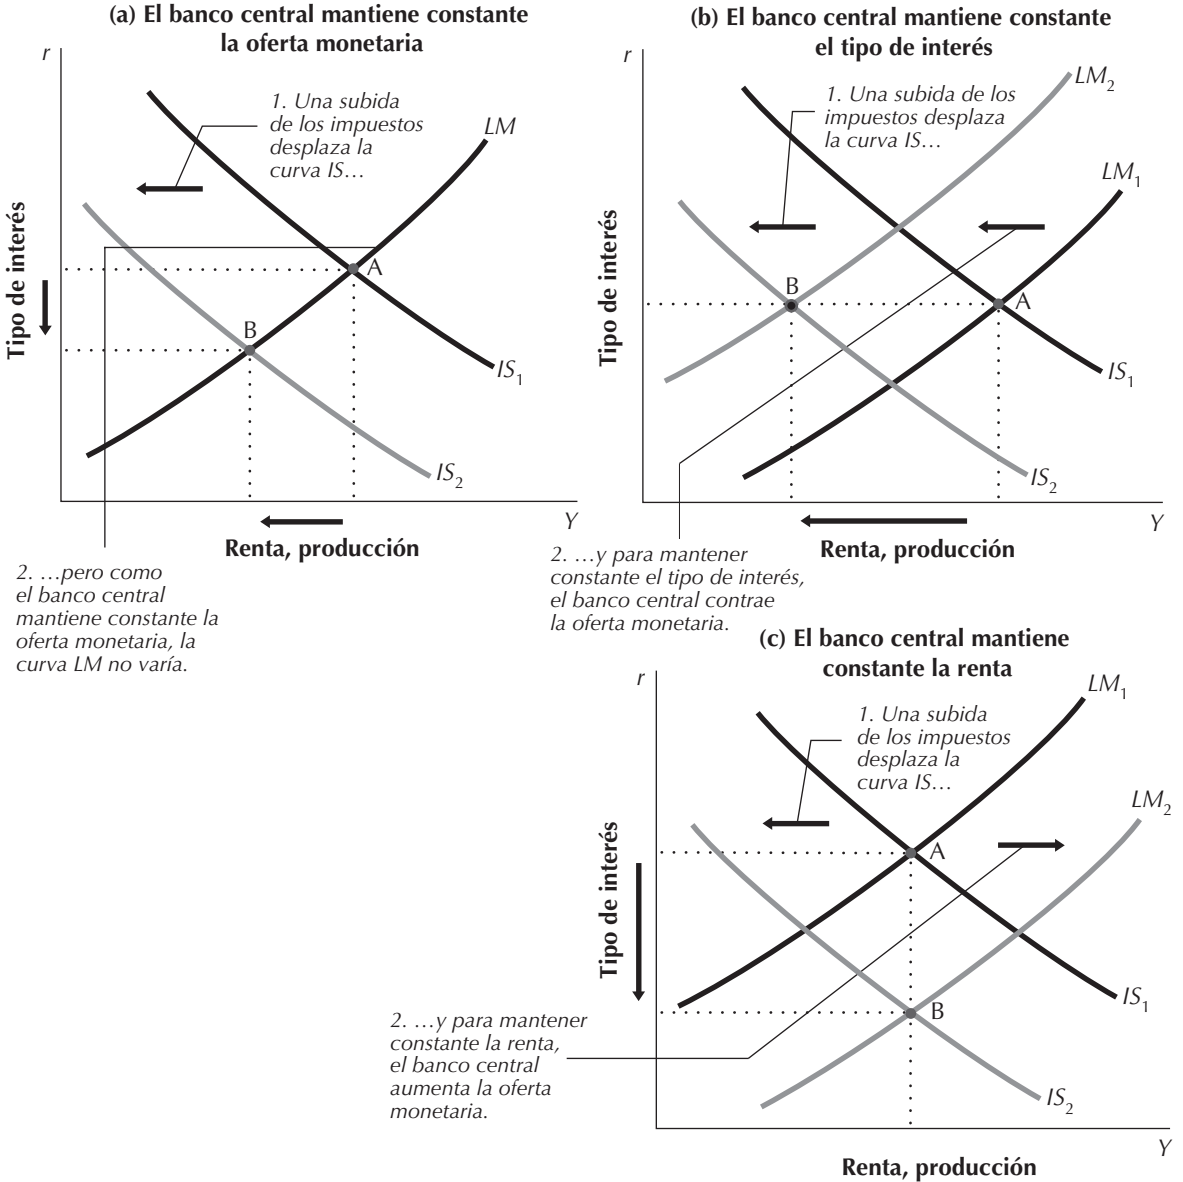 (a) El banco central mantiene constante
la oferta monetaria
r
1. Una subida
de los impuestos
desplaza la
curva IS…
LM
Tipo de interés
A
B
IS1
IS2
Y
Renta, producción
2. …pero como
el banco central
mantiene constante la
oferta monetaria, la
curva LM no varía.
(b) El banco central mantiene constante
el tipo de interés
r
LM2
1. Una subida de los
impuestos desplaza
la curva IS…
LM1
Tipo de interés
B
A
IS1
IS2
Y
Renta, producción
2. …y para mantener
constante el tipo de interés,
el banco central contrae
la oferta monetaria.
(c) El banco central mantiene
constante la renta
r
LM1
1. Una subida
de los impuestos
desplaza la
curva IS…
LM2
Tipo de interés
A
B
IS1
2. …y para mantener
constante la renta,
el banco central
aumenta la oferta
monetaria.
IS2
Y
Renta, producción